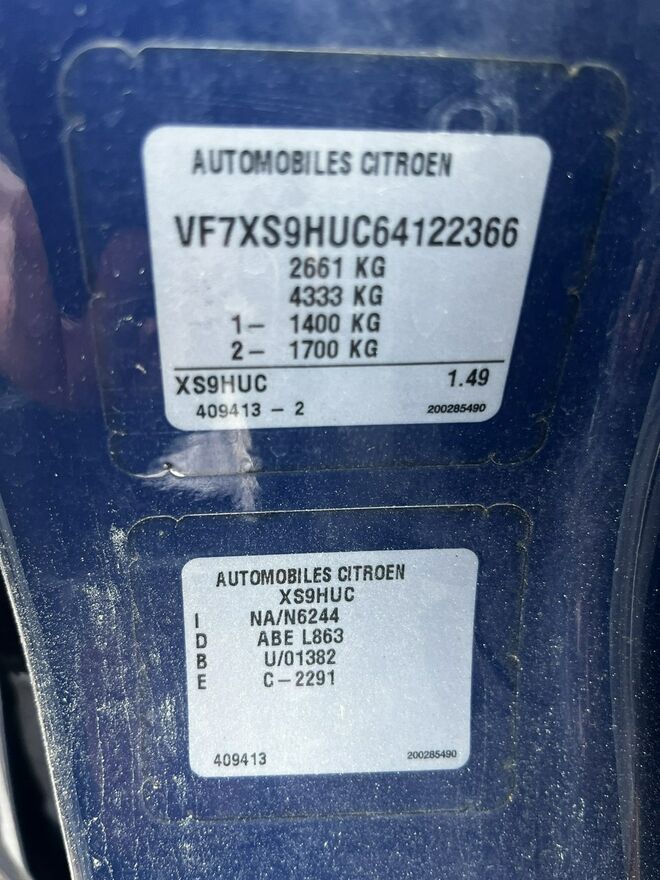 AUTOMOBILES CITROEN
VF7XS9HUC64122366
2661 KG
4333 KG
1- 1400 KG
2- 1700 KG
XS9HUC 1.49
409413 - 2 200285490
AUTOMOBILES CITROEN
XS9HUC
I NA/N6244
D ABE L863
B U/01382
E C-2291
409413 200285490